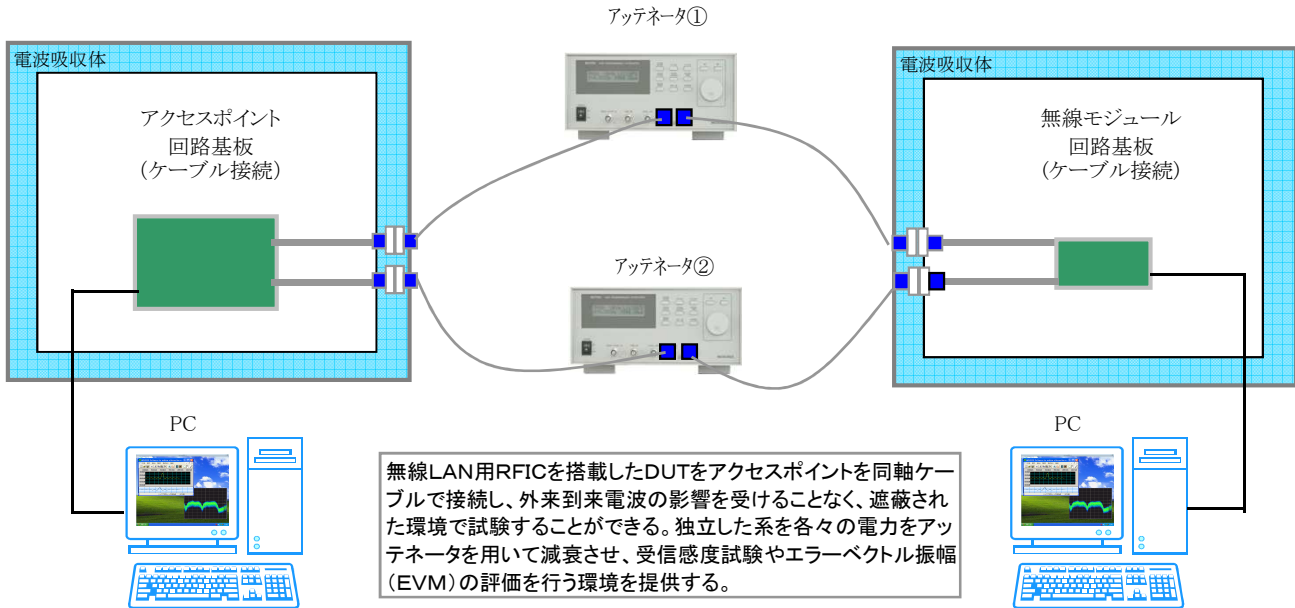 アッテネータ①
電波吸収体
電波吸収体
アクセスポイント
回路基板
(ケーブル接続)
無線モジュール
回路基板
(ケーブル接続)
アッテネータ②
PC
PC
無線LAN用RFICを搭載したDUTをアクセスポイントを同軸ケー
ブルで接続し、外来到来電波の影響を受けることなく、遮蔽され
た環境で試験することができる。独立した系を各々の電力をアッ
テネータを用いて減衰させ、受信感度試験やエラーベクトル振幅
(EVM)の評価を行う環境を提供する。